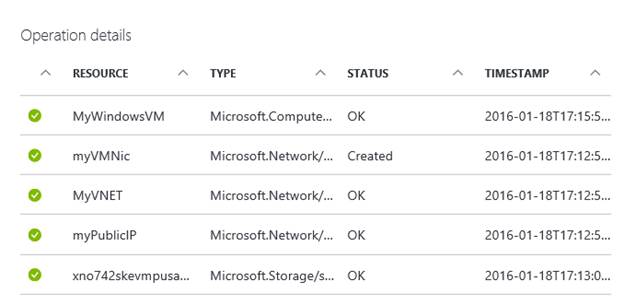 Operation details
RESOURCE TYPE STATUS TIMESTAMP
MyWindowsVM Microsoft.Compute... OK 2016-01-18T17:15:5...
myVMNic Microsoft.Network/... Created 2016-01-18T17:12:5...
MyVNET Microsoft.Network/... OK 2016-01-18T17:12:5...
myPublicIP Microsoft.Network/... OK 2016-01-18T17:12:5...
xno742skevmpusa... Microsoft.Storage/s... OK 2016-01-18T17:13:0...